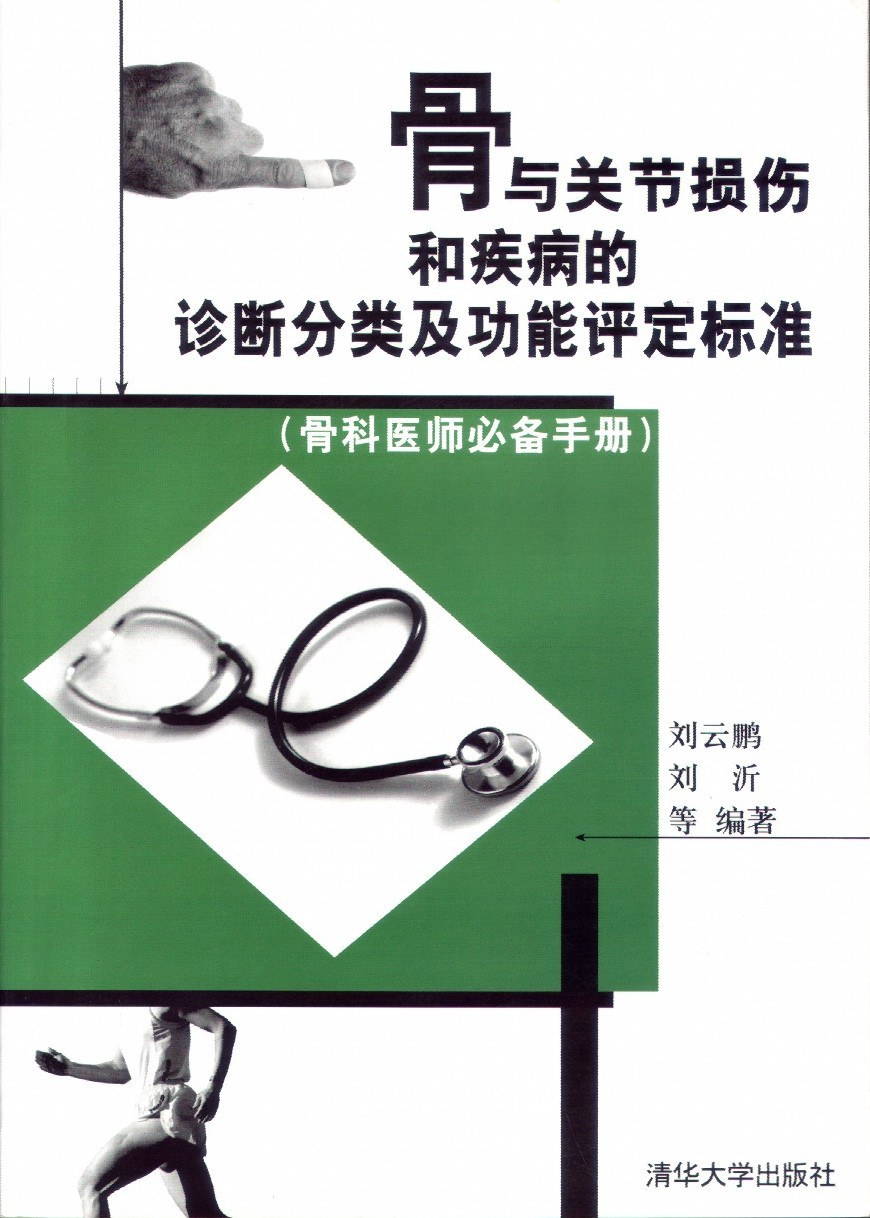 骨与关节损伤
和疾病的
诊断分类及功能评定标准
(骨科医师必备手册)
刘云鹏
刘 沂
等 编著
清华大学出版社